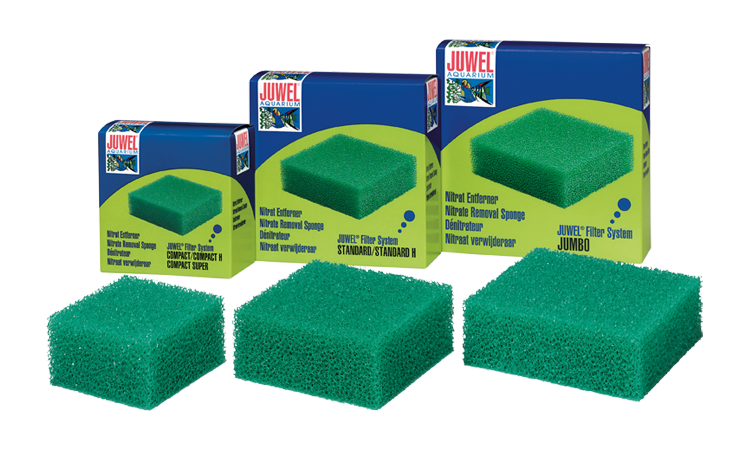 JUWEL
AQUARIUM
Nitrat Entferner
Nitrate Removal Sponge
Dénitrateur
Nitraat verwijderaar
JUWEL® Filter System
COMPACT/COMPACT H
COMPACT SUPER
JUWEL
AQUARIUM
Nitrat Entferner
Nitrate Removal Sponge
Dénitrateur
Nitraat verwijderaar
JUWEL® Filter System
STANDARD/STANDARD H
JUWEL
AQUARIUM
Nitrat Entferner
Nitrate Removal Sponge
Dénitrateur
Nitraat verwijderaar
JUWEL® Filter System
JUMBO